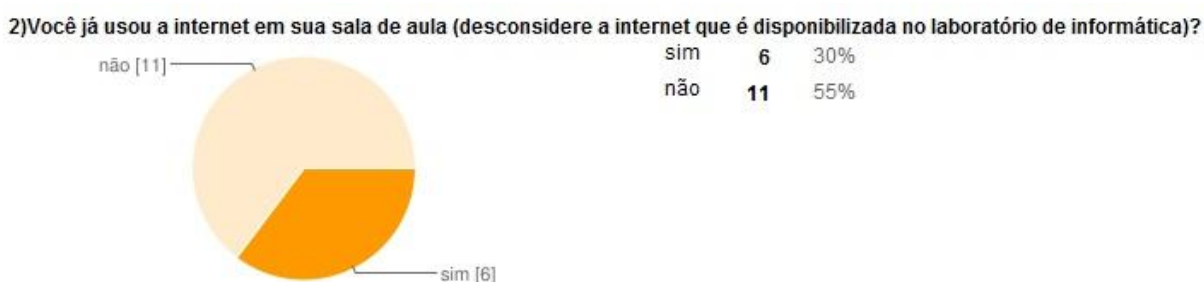 2)Você já usou a internet em sua sala de aula (desconsidere a internet que é disponibilizada no laboratório de informática)?
não [11]
sim [6]
sim 6 30%
não 11 55%